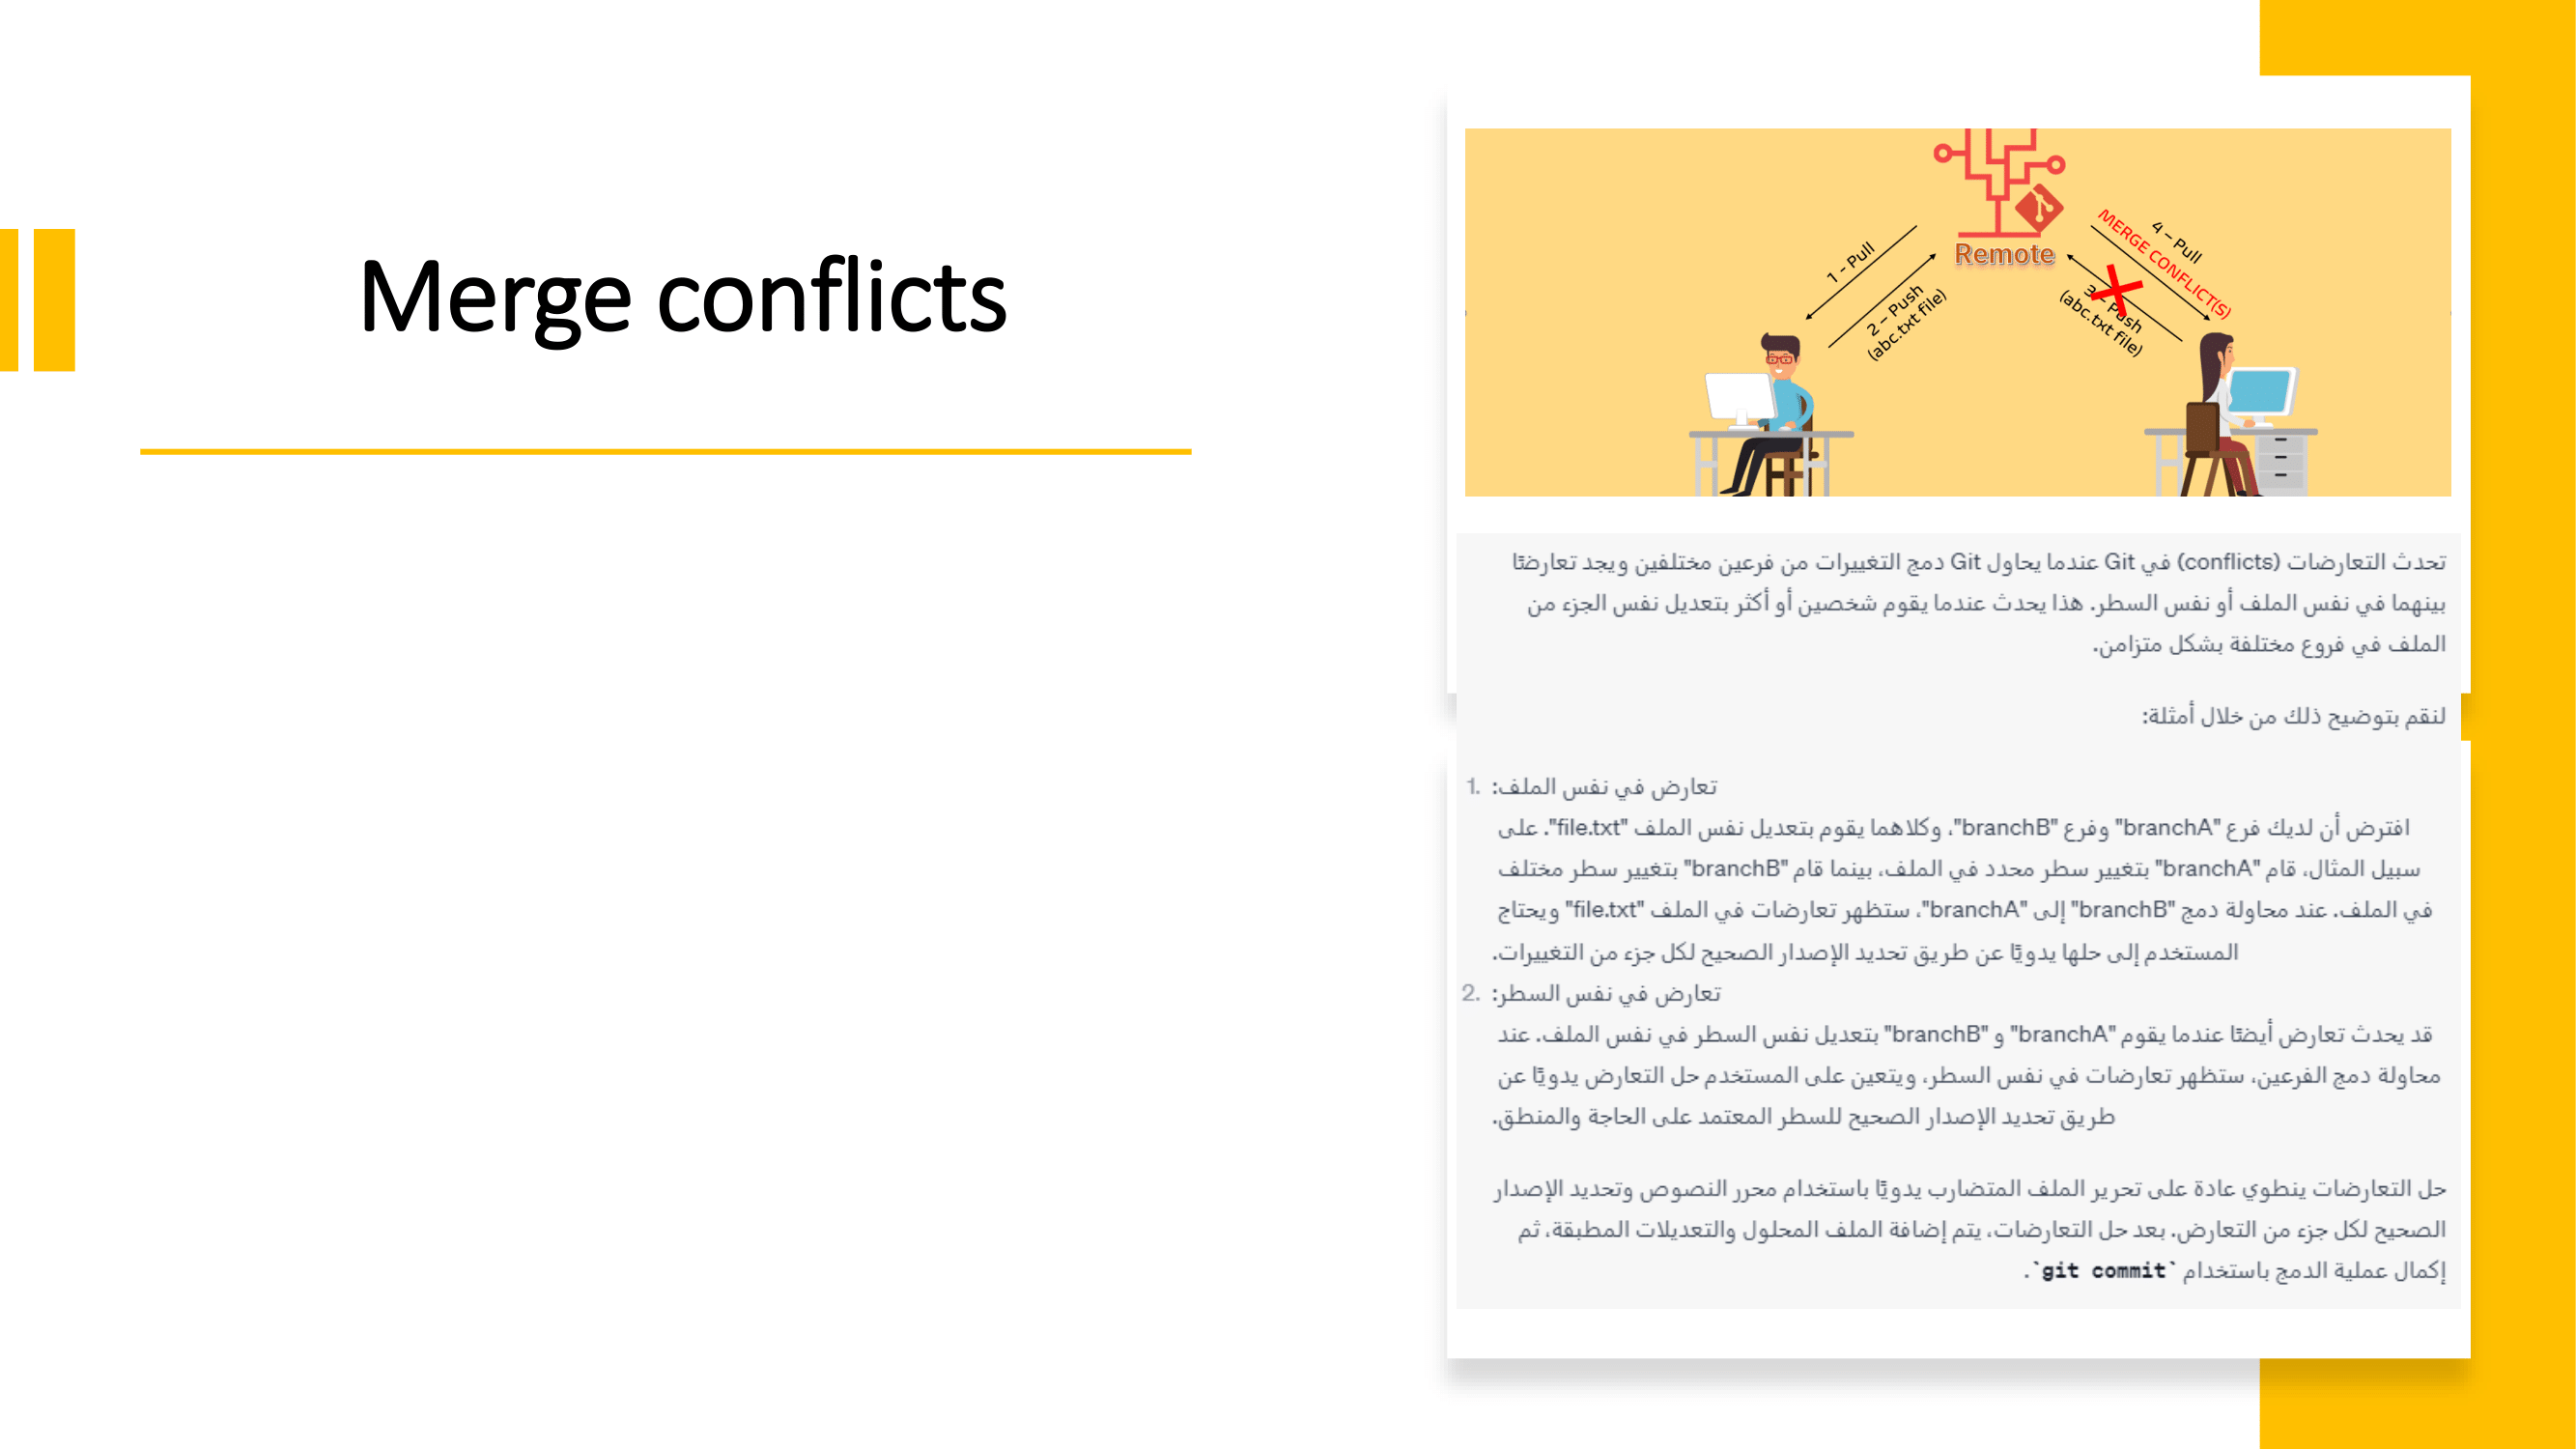 Merge conflicts
Remote
1 - Pull
2 – Push
(abc.txt file)
3 – Push
(abc.txt file)
4 – Pull
MERGE CONFLICT(S)
تحدث التعارضات (conflicts) في Git عندما يحاول Git دمج التغييرات من فرعين مختلفين ويجد تعارضًا
بينهما في نفس الملف أو نفس السطر. هذا يحدث عندما يقوم شخصين أو أكثر بتعديل نفس الجزء من
الملف في فروع مختلفة بشكل متزامن.
لنقم بتوضيح ذلك من خلال أمثلة:
1. تعارض في نفس الملف:
افترض أن لديك فرع "branchA" وفرع "branchB"، وكلاهما يقوم بتعديل نفس الملف "file.txt". على
سبيل المثال، قام "branchA" بتغيير سطر محدد في الملف، بينما قام "branchB" بتغيير سطر مختلف
في الملف. عند محاولة دمج "branchB" إلى "branchA"، ستظهر تعارضات في الملف "file.txt" ويحتاج
المستخدم إلى حلها يدويًا عن طريق تحديد الإصدار الصحيح لكل جزء من التغييرات.
2. تعارض في نفس السطر:
قد يحدث تعارض أيضًا عندما يقوم "branchA" و "branchB" بتعديل نفس السطر في نفس الملف. عند
محاولة دمج الفرعين، ستظهر تعارضات في نفس السطر، ويتعين على المستخدم حل التعارض يدويًا عن
طريق تحديد الإصدار الصحيح للسطر المعتمد على الحاجة والمنطق.
حل التعارضات ينطوي عادة على تحرير الملف المتضارب يدويًا باستخدام محرر النصوص وتحديد الإصدار
الصحيح لكل جزء من التعارض. بعد حل التعارضات، يتم إضافة الملف المحلول والتعديلات المطبقة، ثم
إكمال عملية الدمج باستخدام `git commit`.